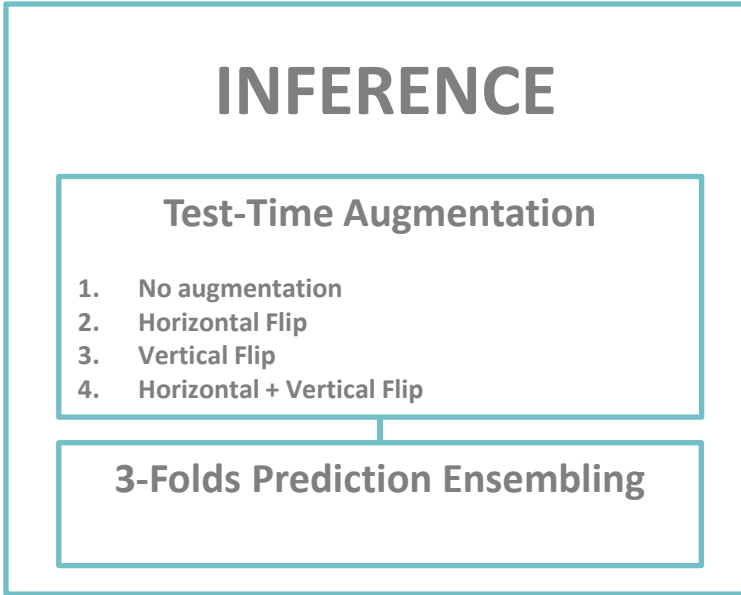 INFERENCE
Test-Time Augmentation
1. No augmentation
2. Horizontal Flip
3. Vertical Flip
4. Horizontal + Vertical Flip
3-Folds Prediction Ensembling